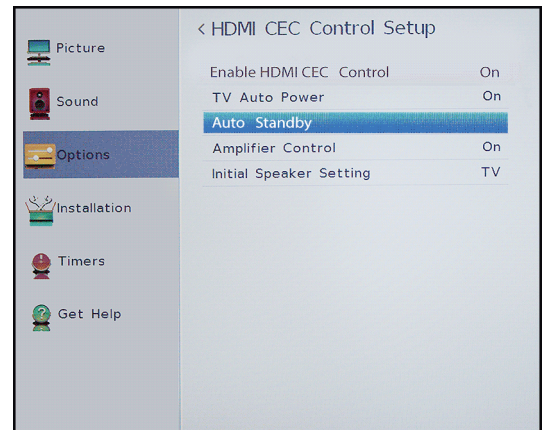 < HDMI CEC Control Setup
Picture
Sound
Options
Installation
Timers
Get Help
Enable HDMI CEC Control On
TV Auto Power On
Auto Standby
Amplifier Control On
Initial Speaker Setting TV